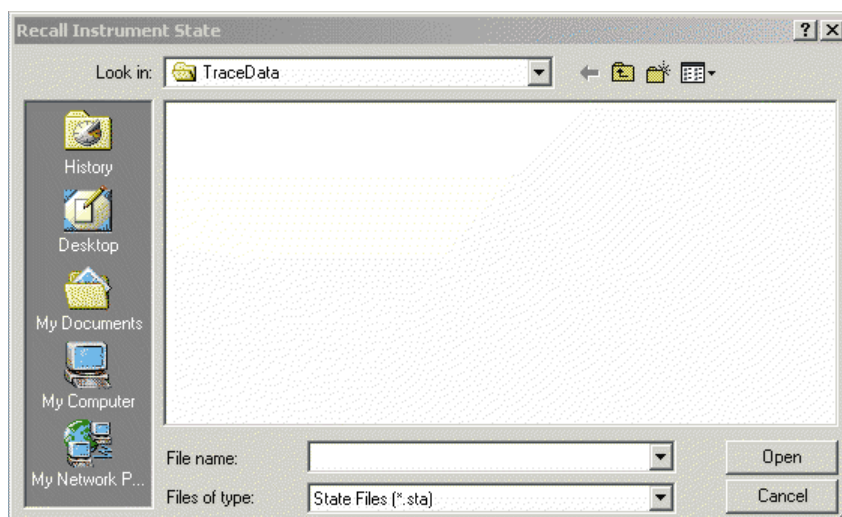 Recall Instrument State
Look in: TraceData
History
Desktop
My Documents
My Computer
My Network P...
File name:
Open
Files of type: State Files (*.sta)
Cancel